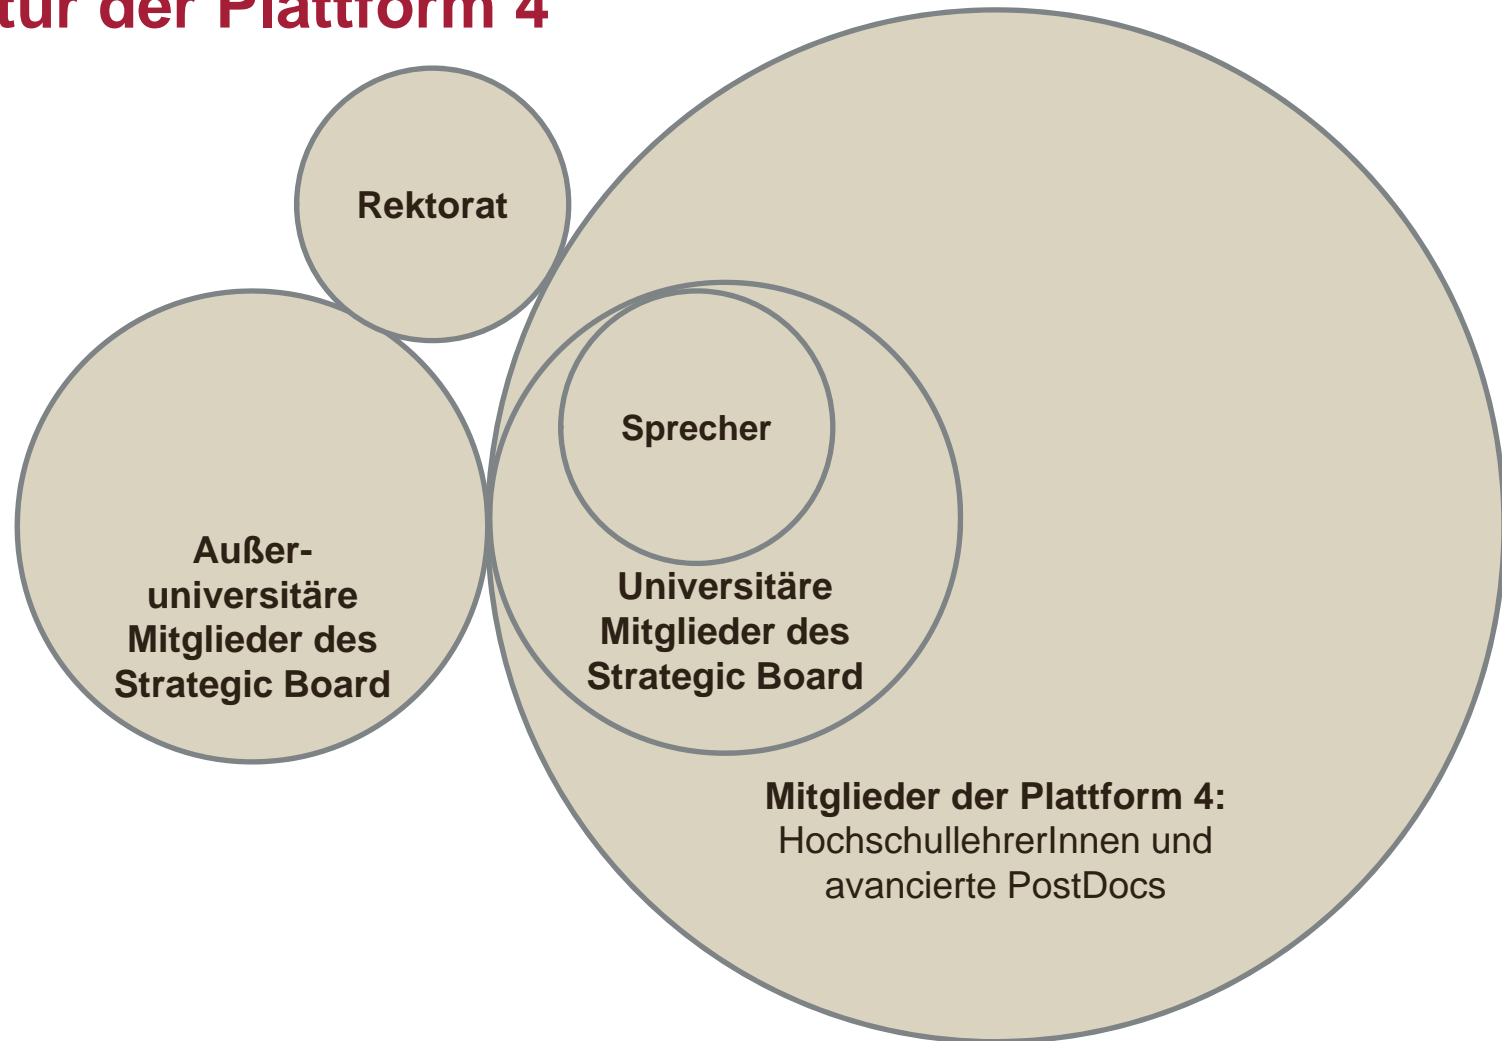 der Plattform 4
Rektorat
Sprecher
Außer-
universitäre
Mitglieder des
Strategic Board
Universitäre
Mitglieder des
Strategic Board
Mitglieder der Plattform 4:
HochschullehrerInnen und
avancierte PostDocs